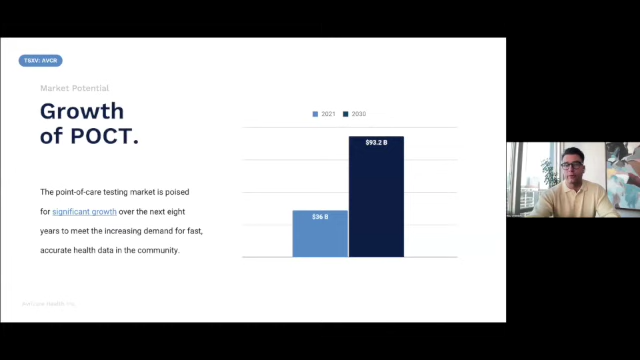 TSXV: AVCR
Market Potential
Growth
of POCT.
2021 2030
$93.2 B
$36 B
The point-of-care testing market is poised
for significant growth over the next eight
years to meet the increasing demand for fast,
accurate health data in the community.